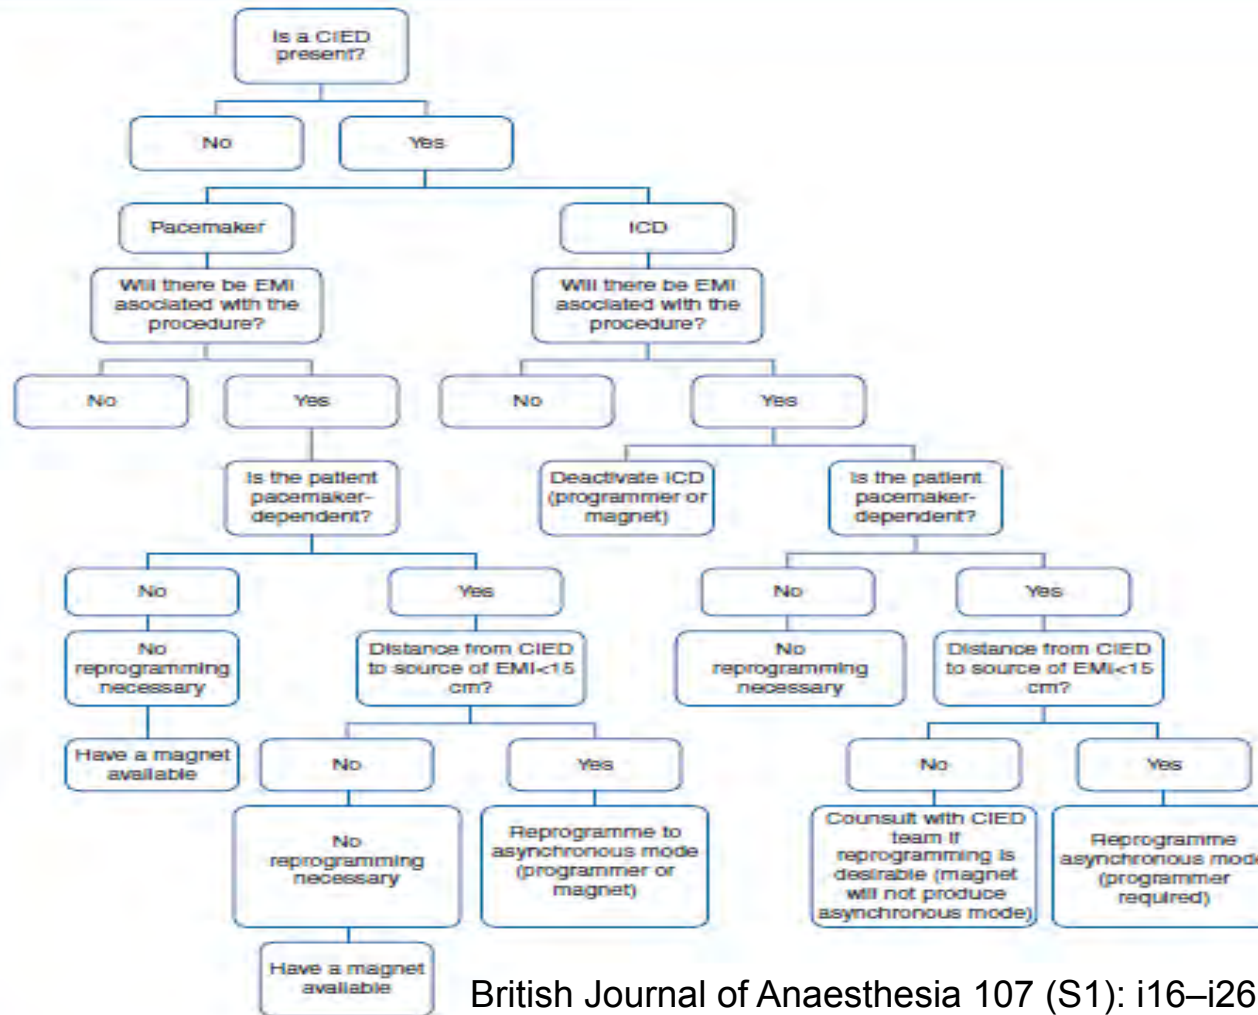 Is a CIED
present?
No
Yes
Pacemaker
ICD
Will there be EMI
asociated with the
procedure?
Will there be EMI
asociated with the
procedure?
No
Yes
No
Yes
Is the patient
pacemaker-
dependent?
Deactivate ICD
(programmer or
magnet)
Is the patient
pacemaker-
dependent?
No
Yes
No
Yes
No
reprogramming
necessary
Distance from CIED
to source of EMI<15
cm?
No
reprogramming
necessary
Distance from CIED
to source of EMI<15
cm?
Have a magnet
available
No
Yes
No
Yes
No
reprogramming
necessary
Reprogramme to
asynchronous mode
(programmer or
magnet)
Counsult with CIED
team if
reprogramming is
desirable (magnet
will not produce
asynchronous mode)
Reprogramme
asynchronous mode
(programmer
required)
Have a magnet
available
British Journal of Anaesthesia 107 (S1): i16–i26